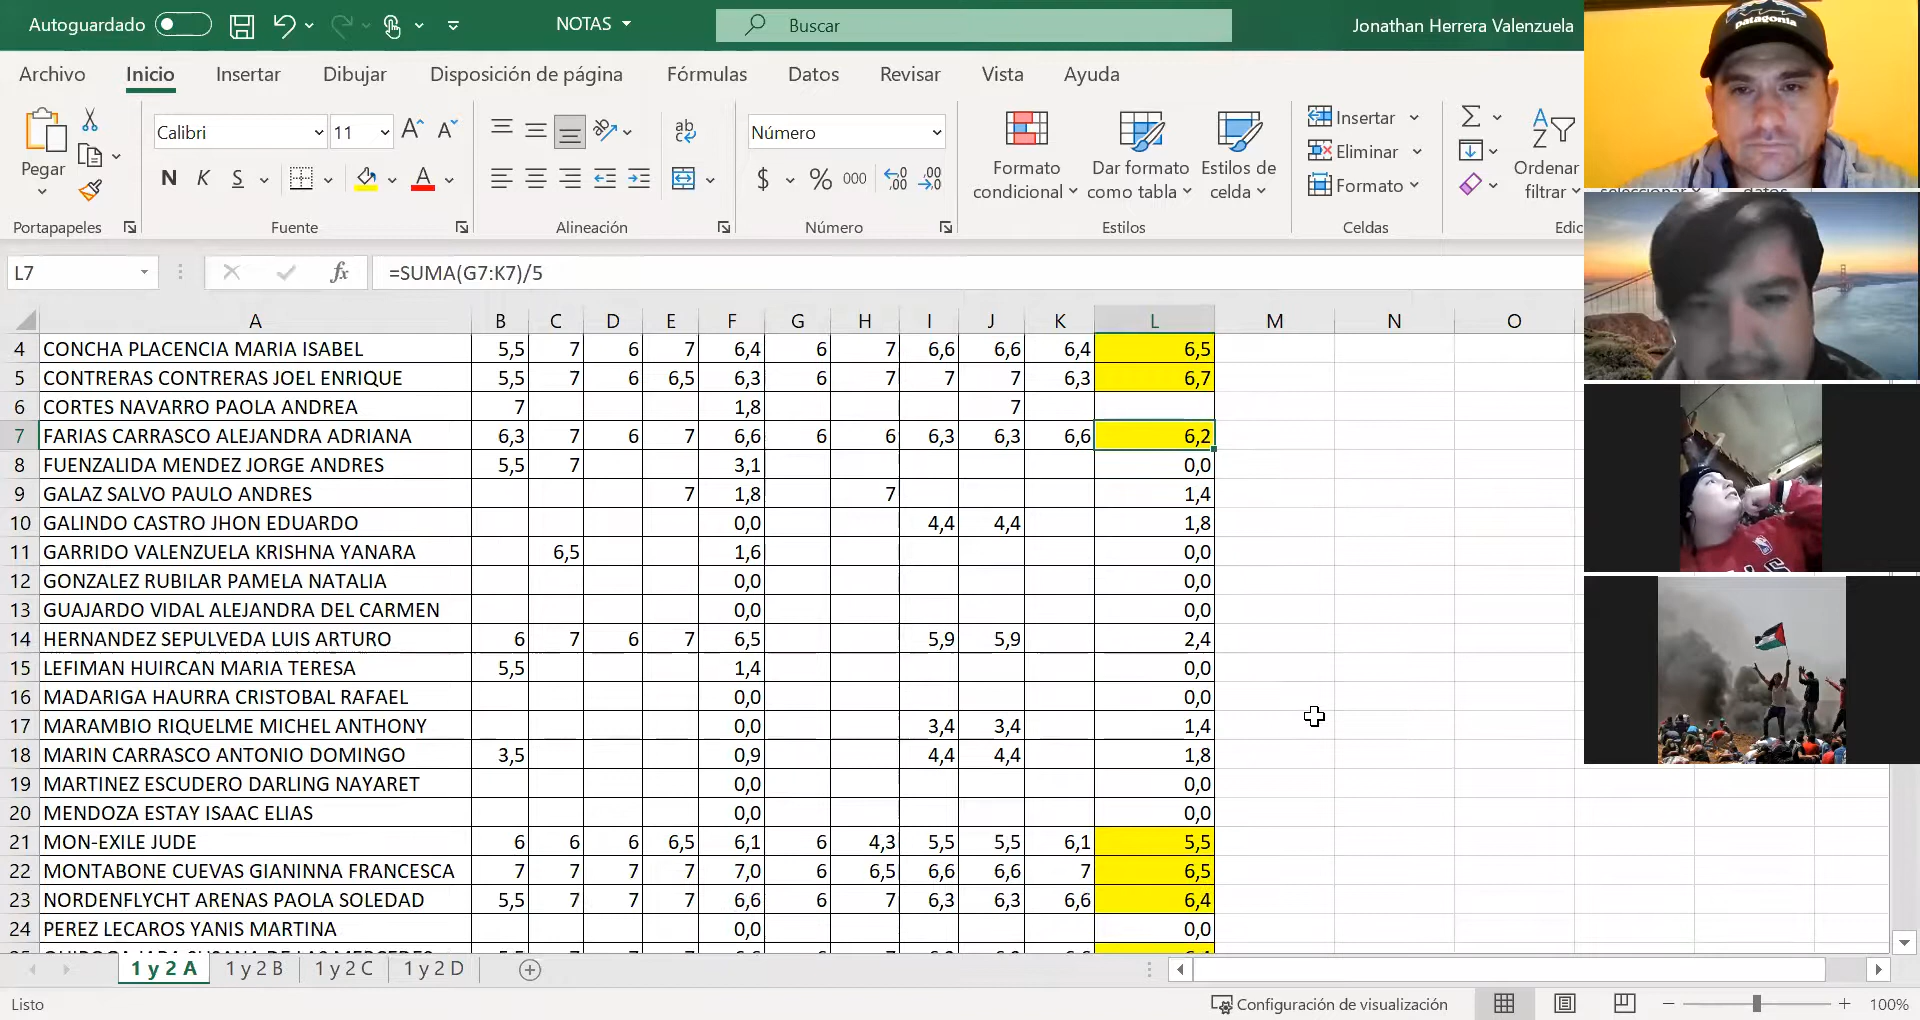 Autoguardado NOTAS Buscar Jonathan Herrera Valenzuela
patagonia
Archivo Inicio Insertar Dibujar Disposición de página Fórmulas Datos Revisar Vista Ayuda
Pegar
Calibri 11
N K S
ab
Número
$ % 000
Formato condicional
Dar formato como tabla
Estilos de celda
Insertar
Eliminar
Formato
Ordenar filtrar
Portapapeles Fuente Alineación Número Estilos Celdas Edic
L7 fx =SUMA(G7:K7)/5
A B C D E F G H I J K L M N O
4 CONCHA PLACENCIA MARIA ISABEL 5,5 7 6 7 6,4 6 7 6,6 6,6 6,4 6,5
5 CONTRERAS CONTRERAS JOEL ENRIQUE 5,5 7 6 6,5 6,3 6 7 7 7 6,3 6,7
6 CORTES NAVARRO PAOLA ANDREA 7 1,8 7
7 FARIAS CARRASCO ALEJANDRA ADRIANA 6,3 7 6 7 6,6 6 6 6,3 6,3 6,6 6,2
8 FUENZALIDA MENDEZ JORGE ANDRES 5,5 7 3,1 0,0
9 GALAZ SALVO PAULO ANDRES 7 1,8 7 1,4
10 GALINDO CASTRO JHON EDUARDO 0,0 4,4 4,4 1,8
11 GARRIDO VALENZUELA KRISHNA YANARA 6,5 1,6 0,0
12 GONZALEZ RUBILAR PAMELA NATALIA 0,0 0,0
13 GUAJARDO VIDAL ALEJANDRA DEL CARMEN 0,0 0,0
14 HERNANDEZ SEPULVEDA LUIS ARTURO 6 7 6 7 6,5 5,9 5,9 2,4
15 LEFIMAN HUIRCAN MARIA TERESA 5,5 1,4 0,0
16 MADARIGA HAURRA CRISTOBAL RAFAEL 0,0 0,0
17 MARAMBIO RIQUELME MICHEL ANTHONY 0,0 3,4 3,4 1,4
18 MARIN CARRASCO ANTONIO DOMINGO 3,5 0,9 4,4 4,4 1,8
19 MARTINEZ ESCUDERO DARLING NAYARET 0,0 0,0
20 MENDOZA ESTAY ISAAC ELIAS 0,0 0,0
21 MON-EXILE JUDE 6 6 6 6,5 6,1 6 4,3 5,5 5,5 6,1 5,5
22 MONTABONE CUEVAS GIANINNA FRANCESCA 7 7 7 7 7,0 6 6,5 6,6 6,6 7 6,5
23 NORDENFLYCHT ARENAS PAOLA SOLEDAD 5,5 7 7 7 6,6 6 7 6,3 6,3 6,6 6,4
24 PEREZ LECAROS YANIS MARTINA 0,0 0,0
1 y 2 A 1 y 2 B 1 y 2 C 1 y 2 D
Listo Configuración de visualización 100%